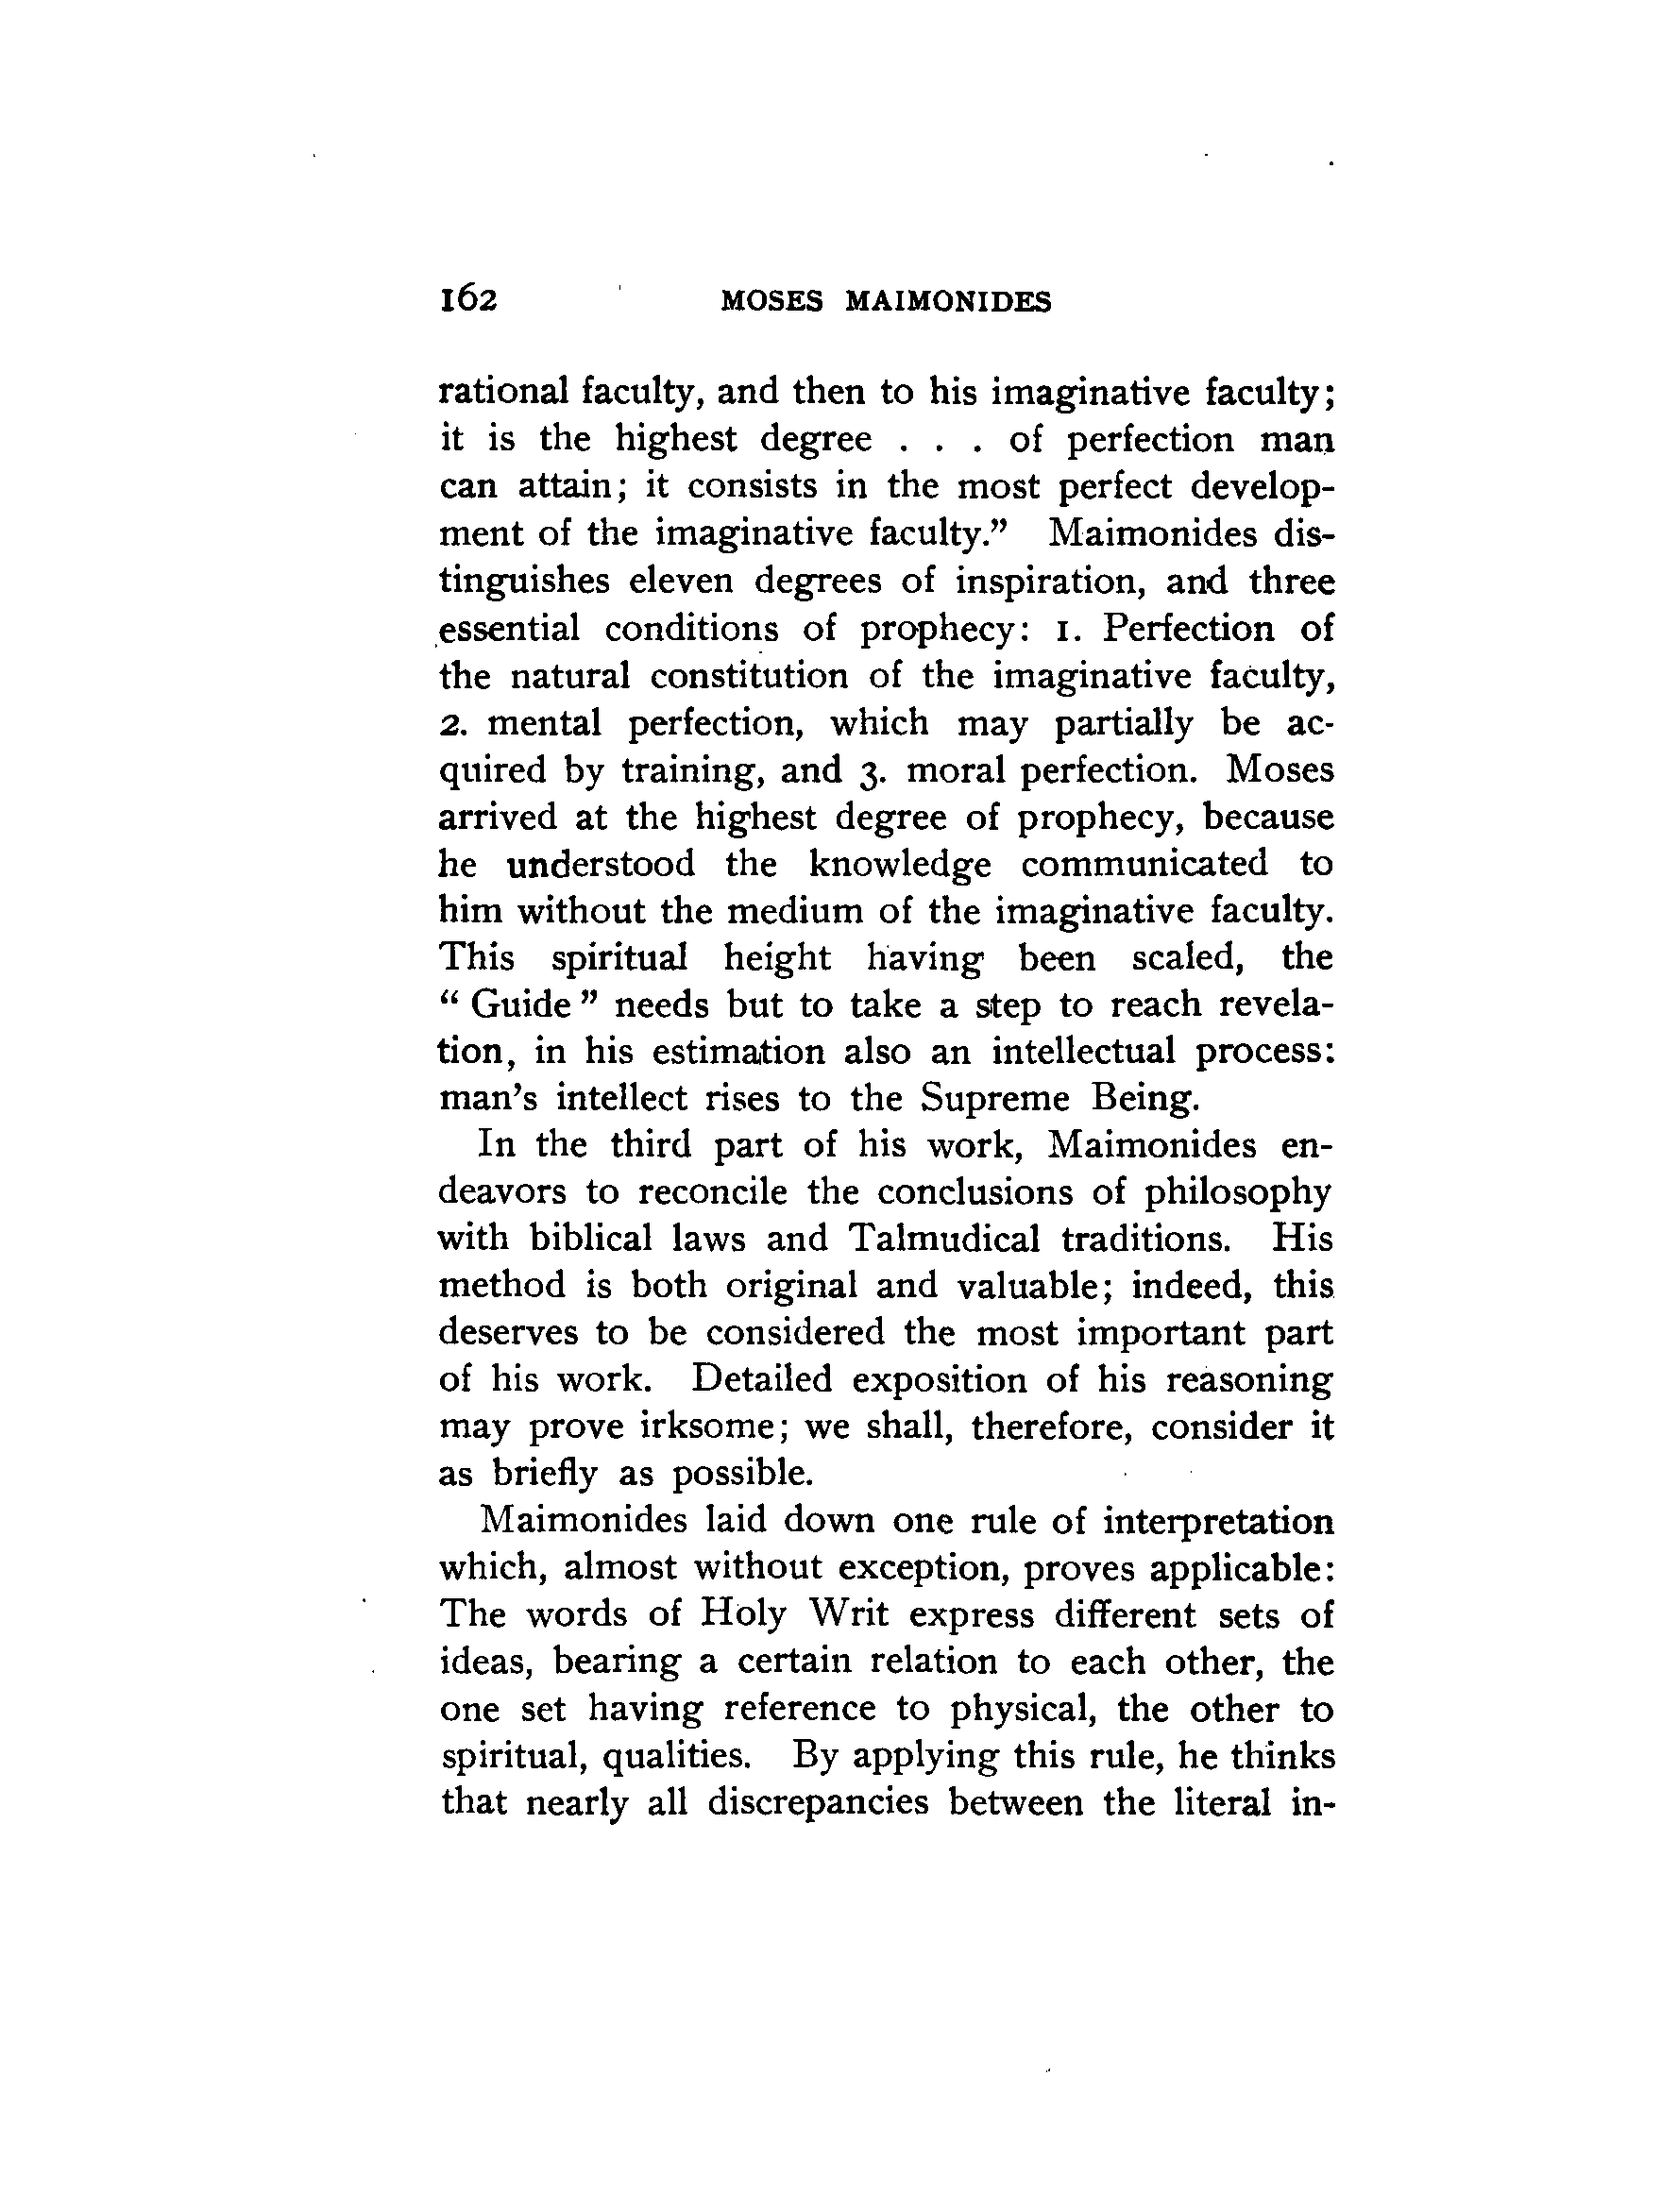 162 MOSES MAIMONIDES
rational faculty, and then to his imaginative faculty;
it is the highest degree . . . of perfection man
can attain; it consists in the most perfect develop-
ment of the imaginative faculty.” Maimonides dis-
tinguishes eleven degrees of inspiration, and three
essential conditions of prophecy: 1. Perfection of
the natural constitution of the imaginative faculty,
2. mental perfection, which may partially be ac-
quired by training, and 3. moral perfection. Moses
arrived at the highest degree of prophecy, because
he understood the knowledge communicated to
him without the medium of the imaginative faculty.
This spiritual height having been scaled, the
“ Guide ” needs but to take a step to reach revela-
tion, in his estimation also an intellectual process:
man’s intellect rises to the Supreme Being.
In the third part of his work, Maimonides en-
deavors to reconcile the conclusions of philosophy
with biblical laws and Talmudical traditions. His
method is both original and valuable; indeed, this
deserves to be considered the most important part
of his work. Detailed exposition of his reasoning
may prove irksome; we shall, therefore, consider it
as briefly as possible.
Maimonides laid down one rule of interpretation
which, almost without exception, proves applicable:
The words of Holy Writ express different sets of
ideas, bearing a certain relation to each other, the
one set having reference to physical, the other to
spiritual, qualities. By applying this rule, he thinks
that nearly all discrepancies between the literal in-